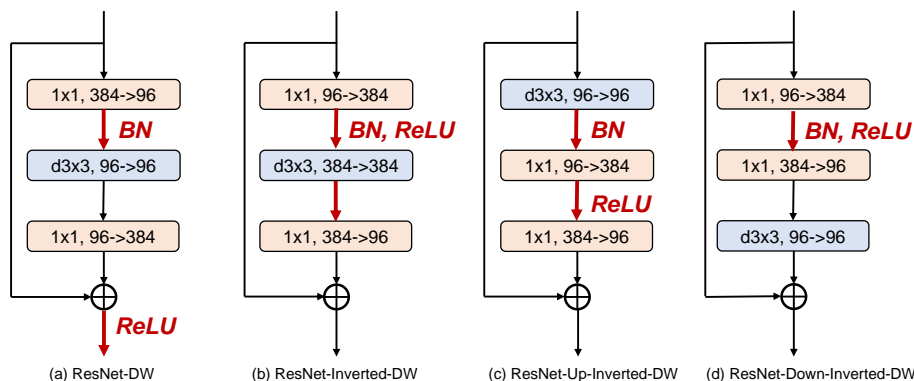 1x1, 384->96
BN
d3x3, 96->96
1x1, 96->384
ReLU
(a) ResNet-DW
1x1, 96->384
BN, ReLU
d3x3, 384->384
1x1, 384->96
(b) ResNet-Inverted-DW
d3x3, 96->96
BN
1x1, 96->384
ReLU
1x1, 384->96
(c) ResNet-Up-Inverted-DW
1x1, 96->384
BN, ReLU
1x1, 384->96
d3x3, 96->96
(d) ResNet-Down-Inverted-DW